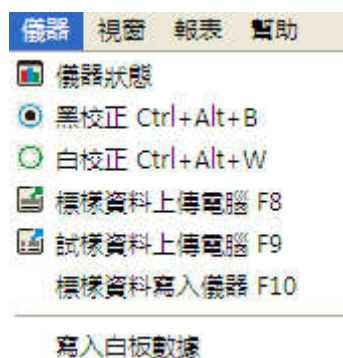 儀器 視窗 報表 幫助
儀器狀態
黑校正 Ctrl+Alt+B
白校正 Ctrl+Alt+W
標樣資料上傳電腦 F8
試樣資料上傳電腦 F9
標樣資料寫入儀器 F10
寫入白板數據